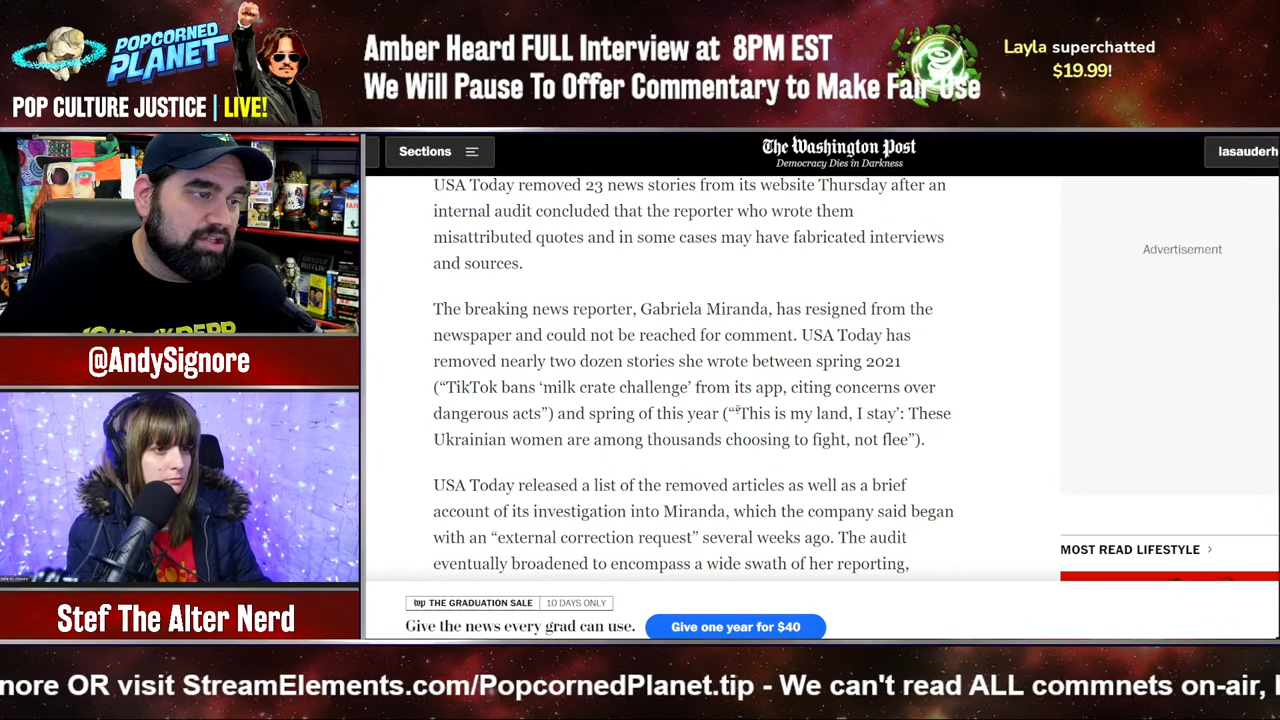 POPCORNED
PLANET
POP CULTURE JUSTICE | LIVE!
Amber Heard FULL Interview at 8PM EST
We Will Pause To Offer Commentary to Make Fair Use
Layla superchatted
$19.99!
@AndySignore
Stef The Alter Nerd
Sections
The Washington Post
Democracy Dies in Darkness
lasauderh
USA Today removed 23 news stories from its website Thursday after an
internal audit concluded that the reporter who wrote them
misattributed quotes and in some cases may have fabricated interviews
and sources.
The breaking news reporter, Gabriela Miranda, has resigned from the
newspaper and could not be reached for comment. USA Today has
removed nearly two dozen stories she wrote between spring 2021
(“TikTok bans ‘milk crate challenge’ from its app, citing concerns over
dangerous acts”) and spring of this year (“‘This is my land, I stay’: These
Ukrainian women are among thousands choosing to fight, not flee”).
USA Today released a list of the removed articles as well as a brief
account of its investigation into Miranda, which the company said began
with an “external correction request” several weeks ago. The audit
eventually broadened to encompass a wide swath of her reporting,
Advertisement
MOST READ LIFESTYLE >
wp THE GRADUATION SALE | 10 DAYS ONLY
Give the news every grad can use.
Give one year for $40
nore OR visit StreamElements.com/PopcornedPlanet.tip - We can't read ALL commnets on-air,